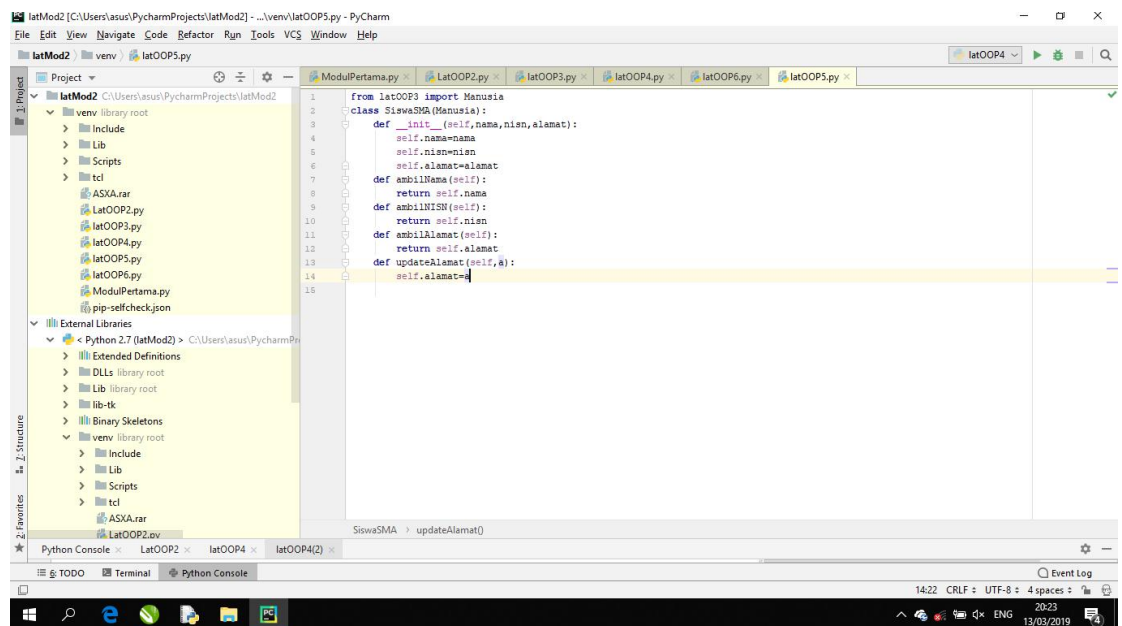 latMod2 [C:\Users\asus\PycharmProjects\latMod2] - ...\venv\latOOP5.py - PyCharm
File Edit View Navigate Code Refactor Run Tools VCS Window Help
latMod2 venv latOOP5.py latOOP4
Project
ModulPertama.py LatOOP2.py latOOP3.py latOOP4.py latOOP6.py latOOP5.py
1: Project
latMod2 C:\Users\asus\PycharmProjects\latMod2
venv library root
Include
Lib
Scripts
tcl
ASXA.rar
LatOOP2.py
latOOP3.py
latOOP4.py
latOOP5.py
latOOP6.py
ModulPertama.py
pip-selfcheck.json
External Libraries
< Python 2.7 (latMod2) > C:\Users\asus\PycharmPr
Extended Definitions
DLLs library root
Lib library root
lib-tk
Binary Skeletons
venv library root
Include
Lib
Scripts
tcl
ASXA.rar
LatOOP2.py
7: Structure
2: Favorites
1 from latOOP3 import Manusia
2 class SiswaSMA(Manusia):
3 def __init__(self,nama,nisn,alamat):
4 self.nama=nama
5 self.nisn=nisn
6 self.alamat=alamat
7 def ambilNama(self):
8 return self.nama
9 def ambilNISN(self):
10 return self.nisn
11 def ambilAlamat(self):
12 return self.alamat
13 def updateAlamat(self,a):
14 self.alamat=a
15
SiswaSMA > updateAlamat()
Python Console LatOOP2 latOOP4 latOOP4(2)
6: TODO Terminal Python Console Event Log
14:22 CRLF UTF-8 4 spaces
PC ENG 20:23
13/03/2019 4